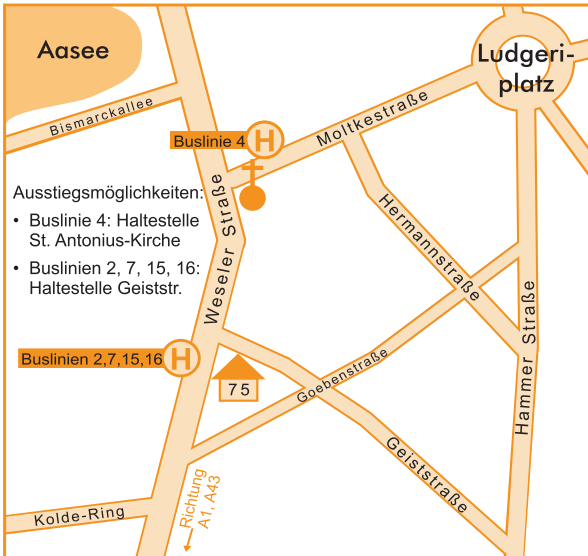 Aasee
Ludgeri-
platz
Bismarckallee
Moltkestraße
Buslinie 4
H
Ausstiegsmöglichkeiten:
• Buslinie 4: Haltestelle
St. Antonius-Kirche
• Buslinien 2, 7, 15, 16:
Haltestelle Geiststr.
Weseler Straße
Hermannstraße
Hammer Straße
Buslinien 2,7,15,16
H
75
Goebenstraße
Geiststraße
Kolde-Ring
Richtung
A1, A43